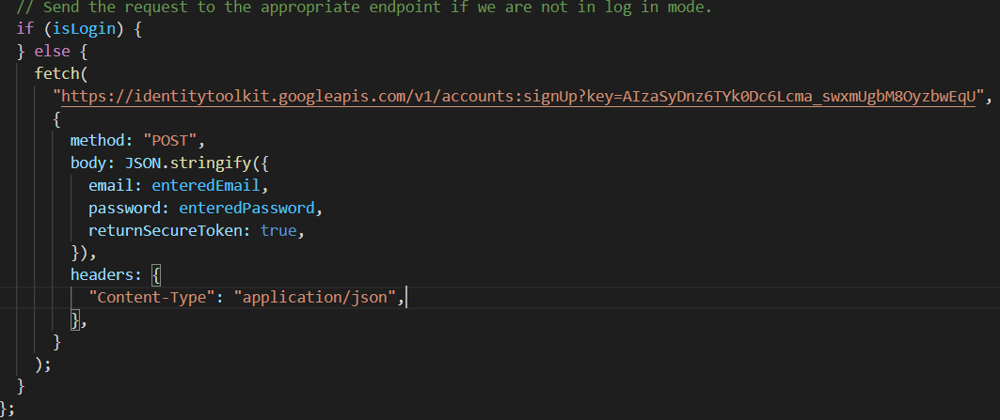 // Send the request to the appropriate endpoint if we are not in log in mode.
if (isLogin) {
} else {
fetch(
"https://identitytoolkit.googleapis.com/v1/accounts:signUp?key=AIzaSyDnz6TYk0Dc6Lcma_swxmUgbM8OyzbwEqU",
{
method: "POST",
body: JSON.stringify({
email: enteredEmail,
password: enteredPassword,
returnSecureToken: true,
}),
headers: {
"Content-Type": "application/json",
},
}
);
}
};